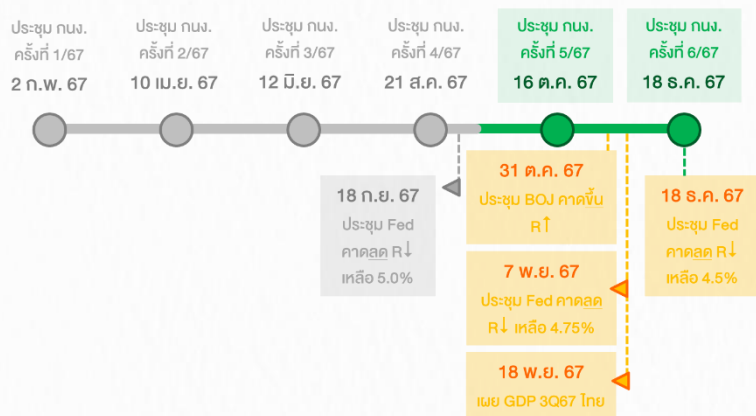 ประชุม กนง.
ครั้งที่ 1/67
2 ก.พ. 67
ประชุม กนง.
ครั้งที่ 2/67
10 เม.ย. 67
ประชุม กนง.
ครั้งที่ 3/67
12 มิ.ย. 67
ประชุม กนง.
ครั้งที่ 4/67
21 ส.ค. 67
ประชุม กนง.
ครั้งที่ 5/67
16 ต.ค. 67
ประชุม กนง.
ครั้งที่ 6/67
18 ธ.ค. 67
18 ก.ย. 67
ประชุม Fed
คาดลด R↓
เหลือ 5.0%
31 ต.ค. 67
ประชุม BOJ คาดขึ้น
R↑
7 พ.ย. 67
ประชุม Fed คาดลด
R↓ เหลือ 4.75%
18 พ.ย. 67
เผย GDP 3Q67 ไทย
18 ธ.ค. 67
ประชุม Fed
คาดลด R↓
เหลือ 4.5%